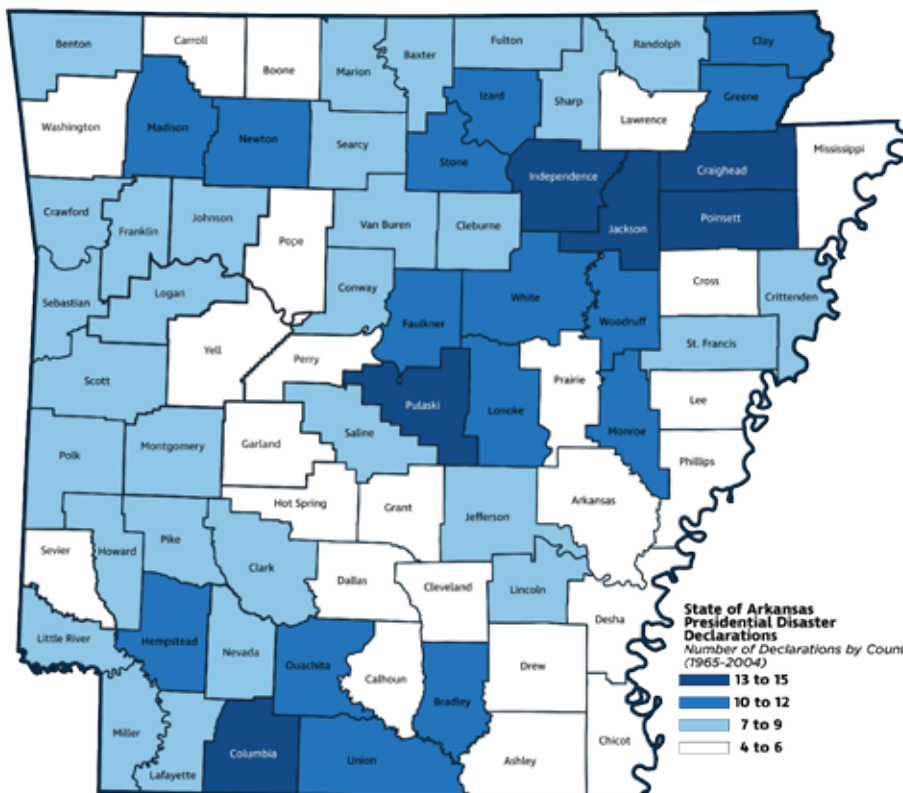 Benton
Carroll
Boone
Marion
Baxter
Fulton
Randolph
Clay
Izard
Sharp
Greene
Lawrence
Washington
Madison
Newton
Searcy
Stone
Mississippi
Independence
Craighead
Crawford
Franklin
Johnson
Pope
Van Buren
Cleburne
Jackson
Poinsett
Cross
Crittenden
Sebastian
Logan
Conway
White
Woodruff
Faulkner
St. Francis
Yell
Perry
Scott
Prairie
Lee
Pulaski
Lonoke
Monroe
Polk
Montgomery
Garland
Saline
Phillips
Hot Spring
Grant
Jefferson
Arkansas
Sevier
Howard
Pike
Clark
Dallas
Cleveland
Lincoln
Desha
Little River
Hempstead
Nevada
Ouachita
Calhoun
Bradley
Drew
Miller
Lafayette
Columbia
Union
Ashley
Chicot
State of Arkansas
Presidential Disaster
Declarations
Number of Declarations by Count
(1965-2004)
13 to 15
10 to 12
7 to 9
4 to 6